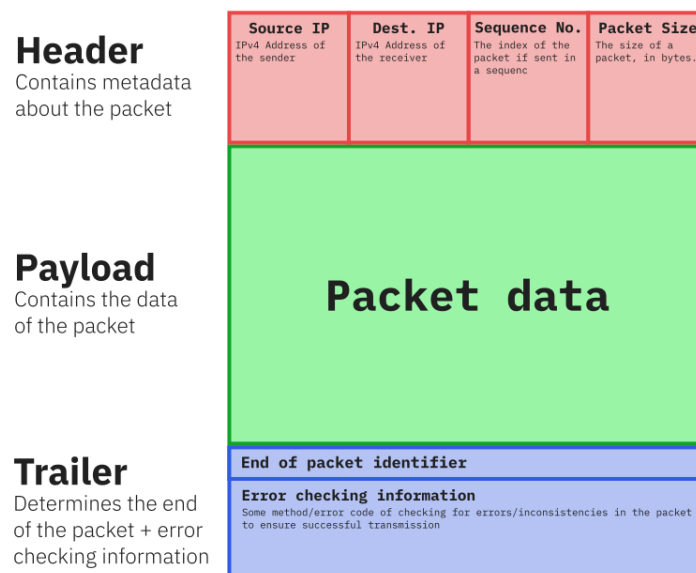 Header
Contains metadata
about the packet
Source IP
IPv4 Address of
the sender
Dest. IP
IPv4 Address of
the receiver
Sequence No.
The index of the
packet if sent in
a sequenc
Packet Size
The size of a
packet, in bytes.
Payload
Contains the data
of the packet
Packet data
Trailer
Determines the end
of the packet + error
checking information
End of packet identifier
Error checking information
Some method/error code of checking for errors/inconsistencies in the packet
to ensure successful transmission